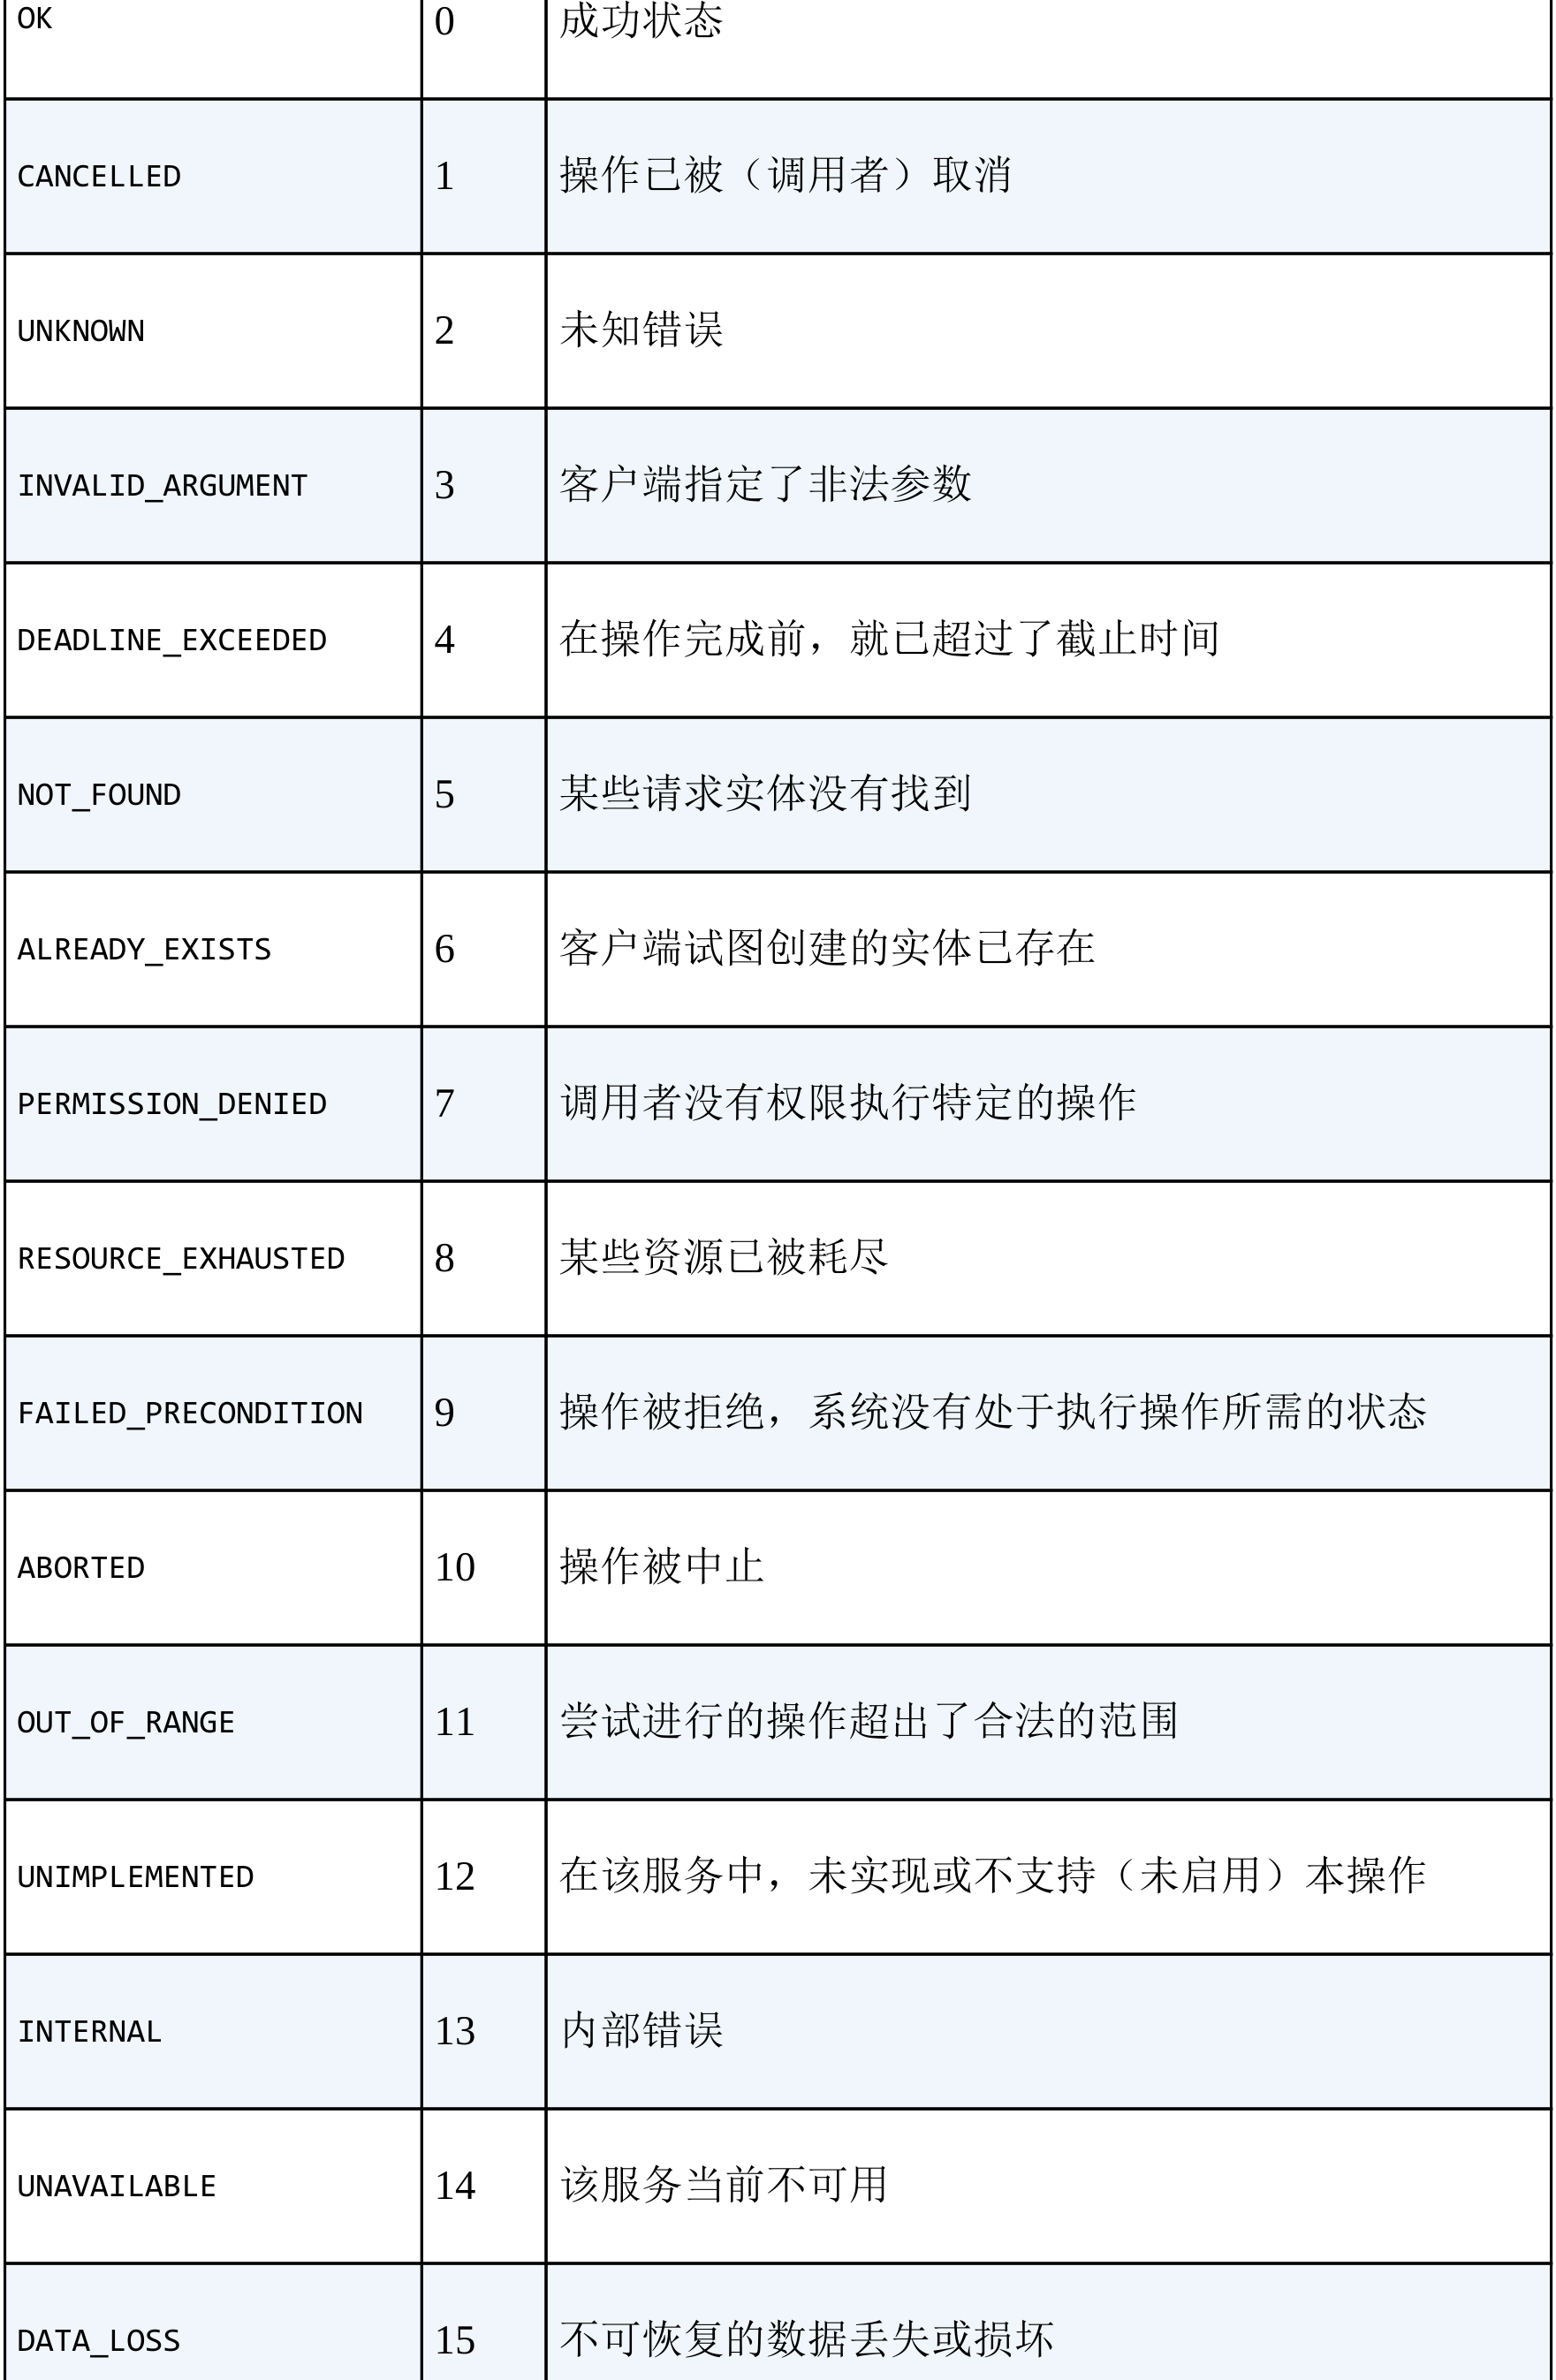 OK 0 成功状态
CANCELLED 1 操作已被（调用者）取消
UNKNOWN 2 未知错误
INVALID_ARGUMENT 3 客户端指定了非法参数
DEADLINE_EXCEEDED 4 在操作完成前，就已超过了截止时间
NOT_FOUND 5 某些请求实体没有找到
ALREADY_EXISTS 6 客户端试图创建的实体已存在
PERMISSION_DENIED 7 调用者没有权限执行特定的操作
RESOURCE_EXHAUSTED 8 某些资源已被耗尽
FAILED_PRECONDITION 9 操作被拒绝，系统没有处于执行操作所需的状态
ABORTED 10 操作被中止
OUT_OF_RANGE 11 尝试进行的操作超出了合法的范围
UNIMPLEMENTED 12 在该服务中，未实现或不支持（未启用）本操作
INTERNAL 13 内部错误
UNAVAILABLE 14 该服务当前不可用
DATA_LOSS 15 不可恢复的数据丢失或损坏